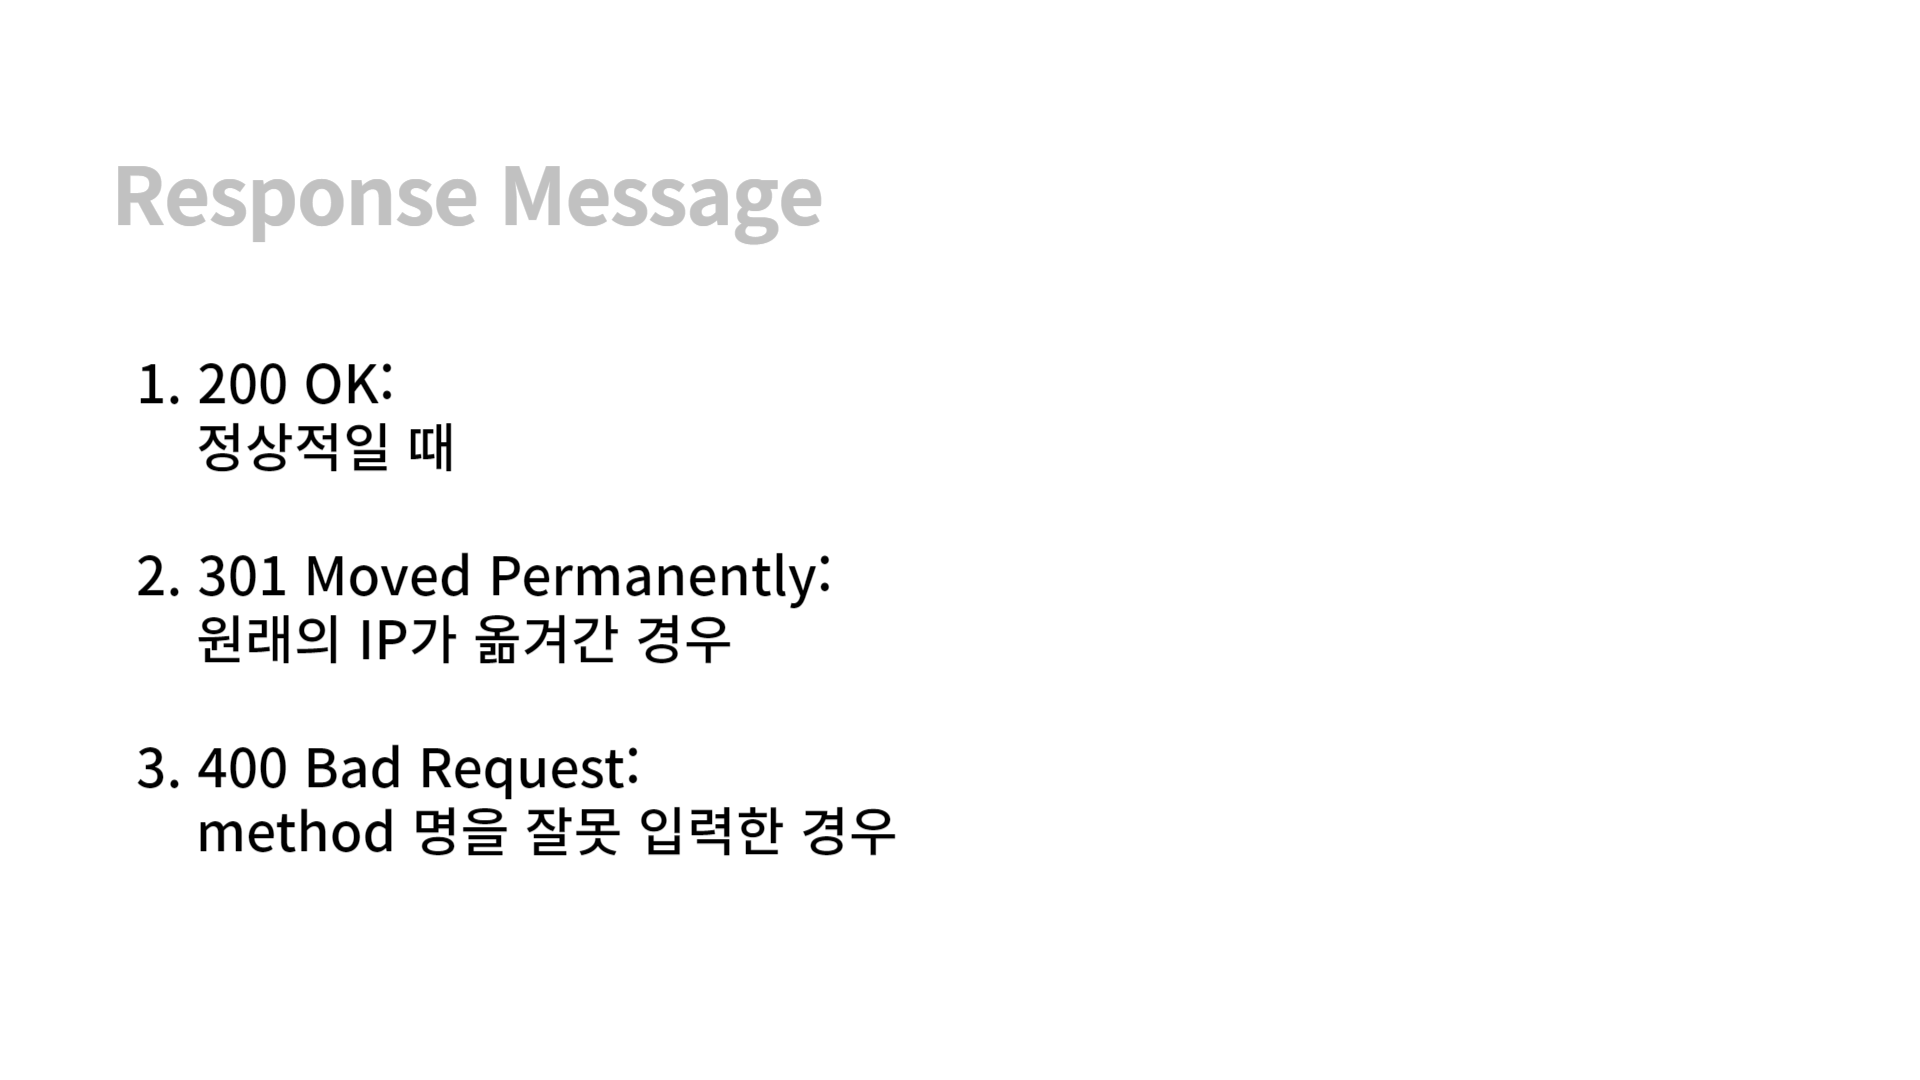 Response Message
1. 200 OK:
정상적일 때
2. 301 Moved Permanently:
원래의 IP가 옮겨간 경우
3. 400 Bad Request:
method 명을 잘못 입력한 경우